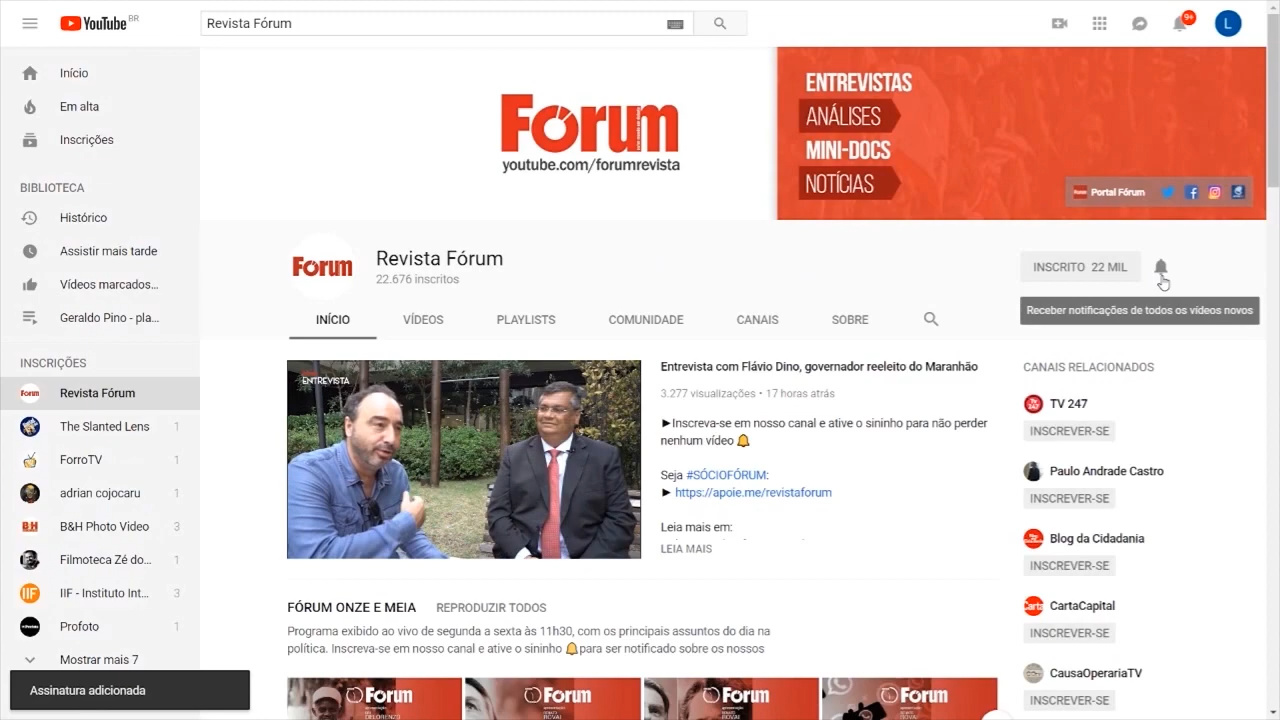 YouTube BR
Revista Fórum
9+
L
Início
Em alta
Inscrições
BIBLIOTECA
Histórico
Assistir mais tarde
Vídeos marcados...
Geraldo Pino - pla...
INSCRIÇÕES
Fórum
Revista Fórum
The Slanted Lens 1
ForroTV 1
adrian cojocaru 1
B&H
B&H Photo Video 3
Filmoteca Zé do... 1
IIF
IIF - Instituto Int... 3
Profoto 1
Mostrar mais 7
Assinatura adicionada
Fórum
youtube.com/forumrevista
ENTREVISTAS
ANÁLISES
MINI-DOCS
NOTÍCIAS
Portal Fórum
Fórum
Revista Fórum
22.676 inscritos
INSCRITO 22 MIL
Receber notificações de todos os vídeos novos
INÍCIO
VÍDEOS
PLAYLISTS
COMUNIDADE
CANAIS
SOBRE
ENTREVISTA
Entrevista com Flávio Dino, governador reeleito do Maranhão
3.277 visualizações • 17 horas atrás
►Inscreva-se em nosso canal e ative o sininho para não perder
nenhum vídeo 🔔
Seja #SÓCIOFÓRUM:
► https://apoie.me/revistaforum
Leia mais em:
LEIA MAIS
FÓRUM ONZE E MEIA REPRODUZIR TODOS
Programa exibido ao vivo de segunda a sexta às 11h30, com os principais assuntos do dia na
política. Inscreva-se em nosso canal e ative o sininho 🔔para ser notificado sobre os nossos
Fórum
Fórum
Fórum
Fórum
CANAIS RELACIONADOS
TV 247
INSCREVER-SE
Paulo Andrade Castro
INSCREVER-SE
Blog da Cidadania
INSCREVER-SE
Carta
CartaCapital
INSCREVER-SE
CausaOperariaTV
INSCREVER-SE